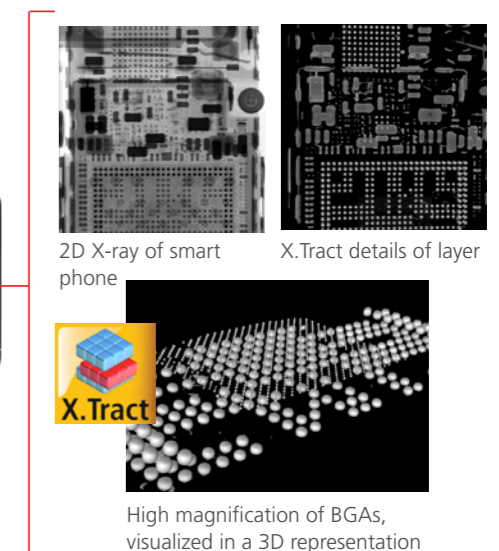 2D X-ray of smart
phone
X.Tract details of layer
X.Tract
High magnification of BGAs,
visualized in a 3D representation